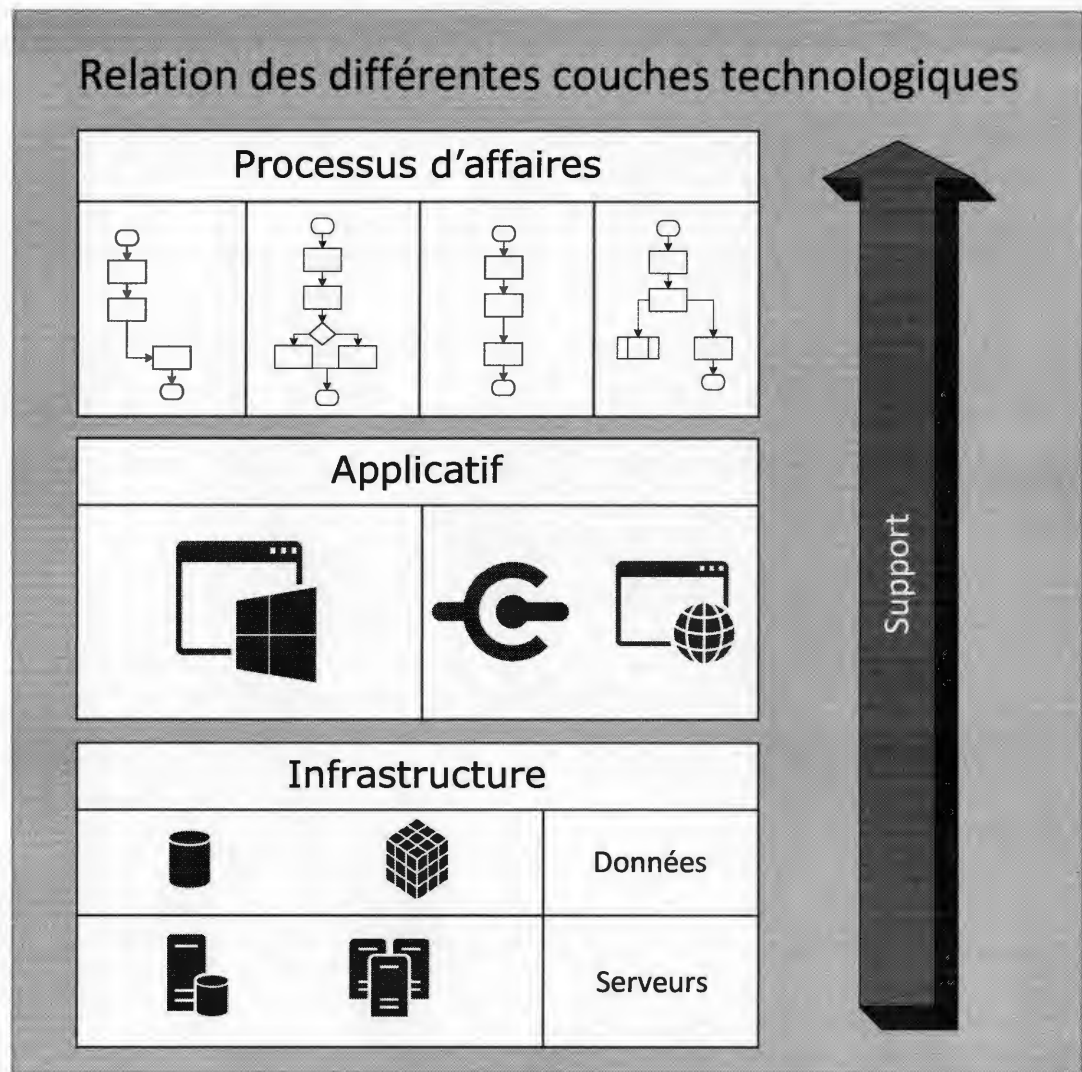 Relation des différentes couches technologiques
Processus d'affaires
Applicatif
Infrastructure
Données
Serveurs
Support